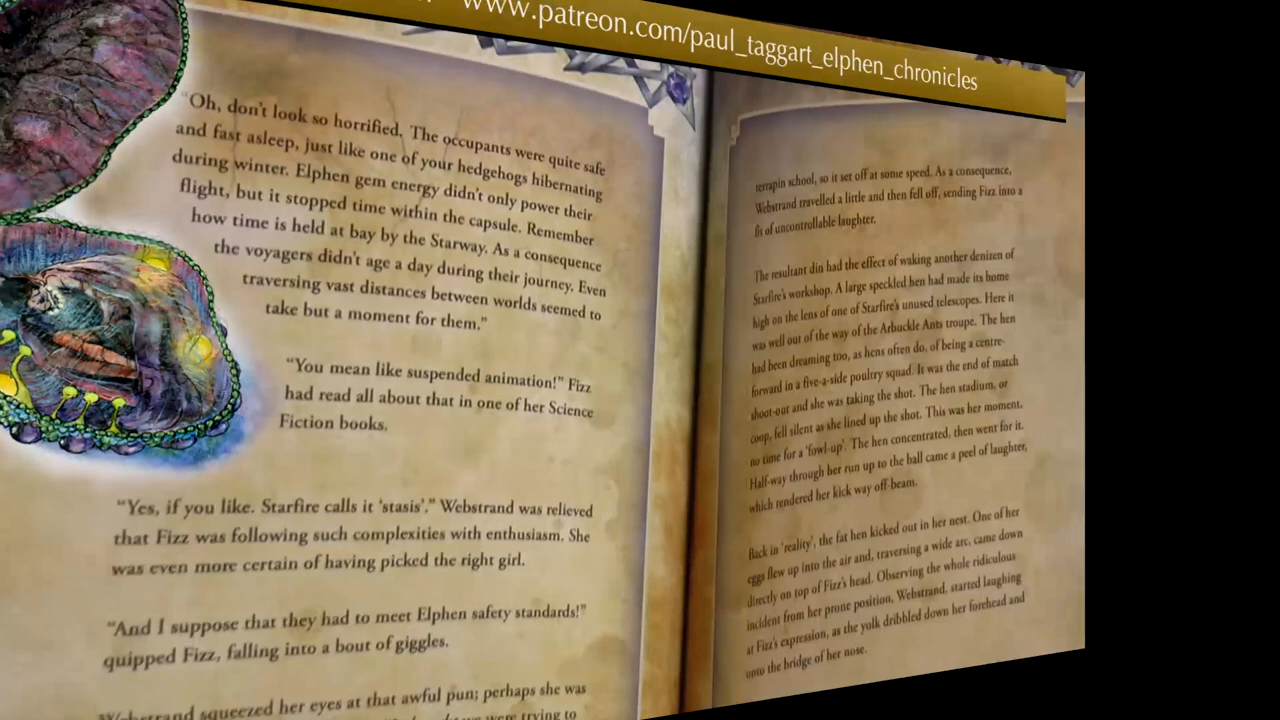 www.patreon.com/paul_taggart_elphen_chronicles
"Oh, don't look so horrified. The occupants were quite safe
and fast asleep, just like one of your hedgehogs hibernating
during winter. Elphen gem energy didn't only power their
flight, but it stopped time within the capsule. Remember
how time is held at bay by the Starway. As a consequence
the voyagers didn't age a day during their journey. Even
traversing vast distances between worlds seemed to
take but a moment for them."
"You mean like suspended animation!" Fizz
had read all about that in one of her Science
Fiction books.
"Yes, if you like. Starfire calls it 'stasis'." Webstrand was relieved
that Fizz was following such complexities with enthusiasm. She
was even more certain of having picked the right girl.
"And I suppose that they had to meet Elphen safety standards!"
quipped Fizz, falling into a bout of giggles.
Webstrand squeezed her eyes at that awful pun; perhaps she was
were trying to
terrapin school, so it set off at some speed. As a consequence,
Webstrand travelled a little and then fell off, sending Fizz into a
fit of uncontrollable laughter.
The resultant din had the effect of waking another denizen of
Starfire's workshop. A large speckled hen had made its home
high on the lens of one of Starfire's unused telescopes. Here it
was well out of the way of the Arbuckle Ants troupe. The hen
had been dreaming too, as hens often do, of being a centre-
forward in a five-a-side poultry squad. It was the end of match
shoot-out and she was taking the shot. The hen stadium, or
coop, fell silent as she lined up the shot. This was her moment,
no time for a 'fowl-up'. The hen concentrated, then went for it.
Half-way through her run up to the ball came a peel of laughter,
which rendered her kick way off-beam.
Back in 'reality', the fat hen kicked out in her nest. One of her
eggs flew up into the air and, traversing a wide arc, came down
directly on top of Fizz's head. Observing the whole ridiculous
incident from her prone position, Webstrand, started laughing
at Fizz's expression, as the yolk dribbled down her forehead and
onto the bridge of her nose.